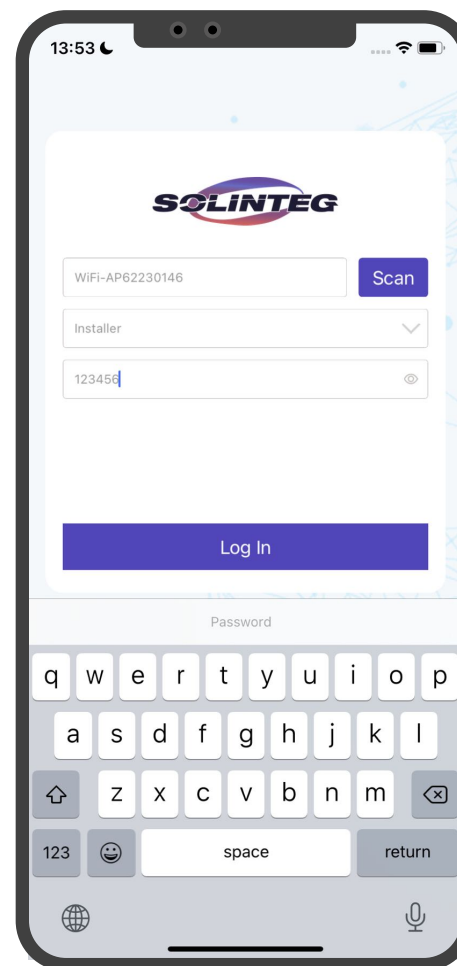 13:53
SOLINTEG
WiFi-AP62230146
Scan
Installer
123456
Log In
Password
q w e r t y u i o p
a s d f g h j k l
z x c v b n m
123 space return